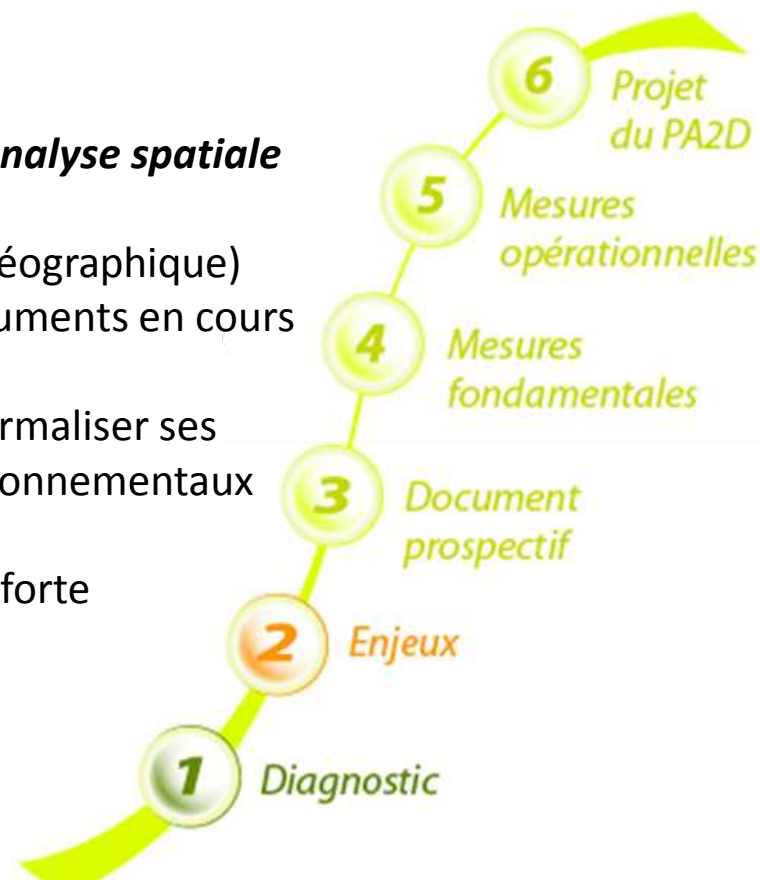 nalyse spatiale
éographique)
uments en cours
rmaliser ses
onnementaux
forte
6
Projet
du PA2D
5
Mesures
opérationnelles
4
Mesures
fondamentales
3
Document
prospectif
2
Enjeux
1
Diagnostic